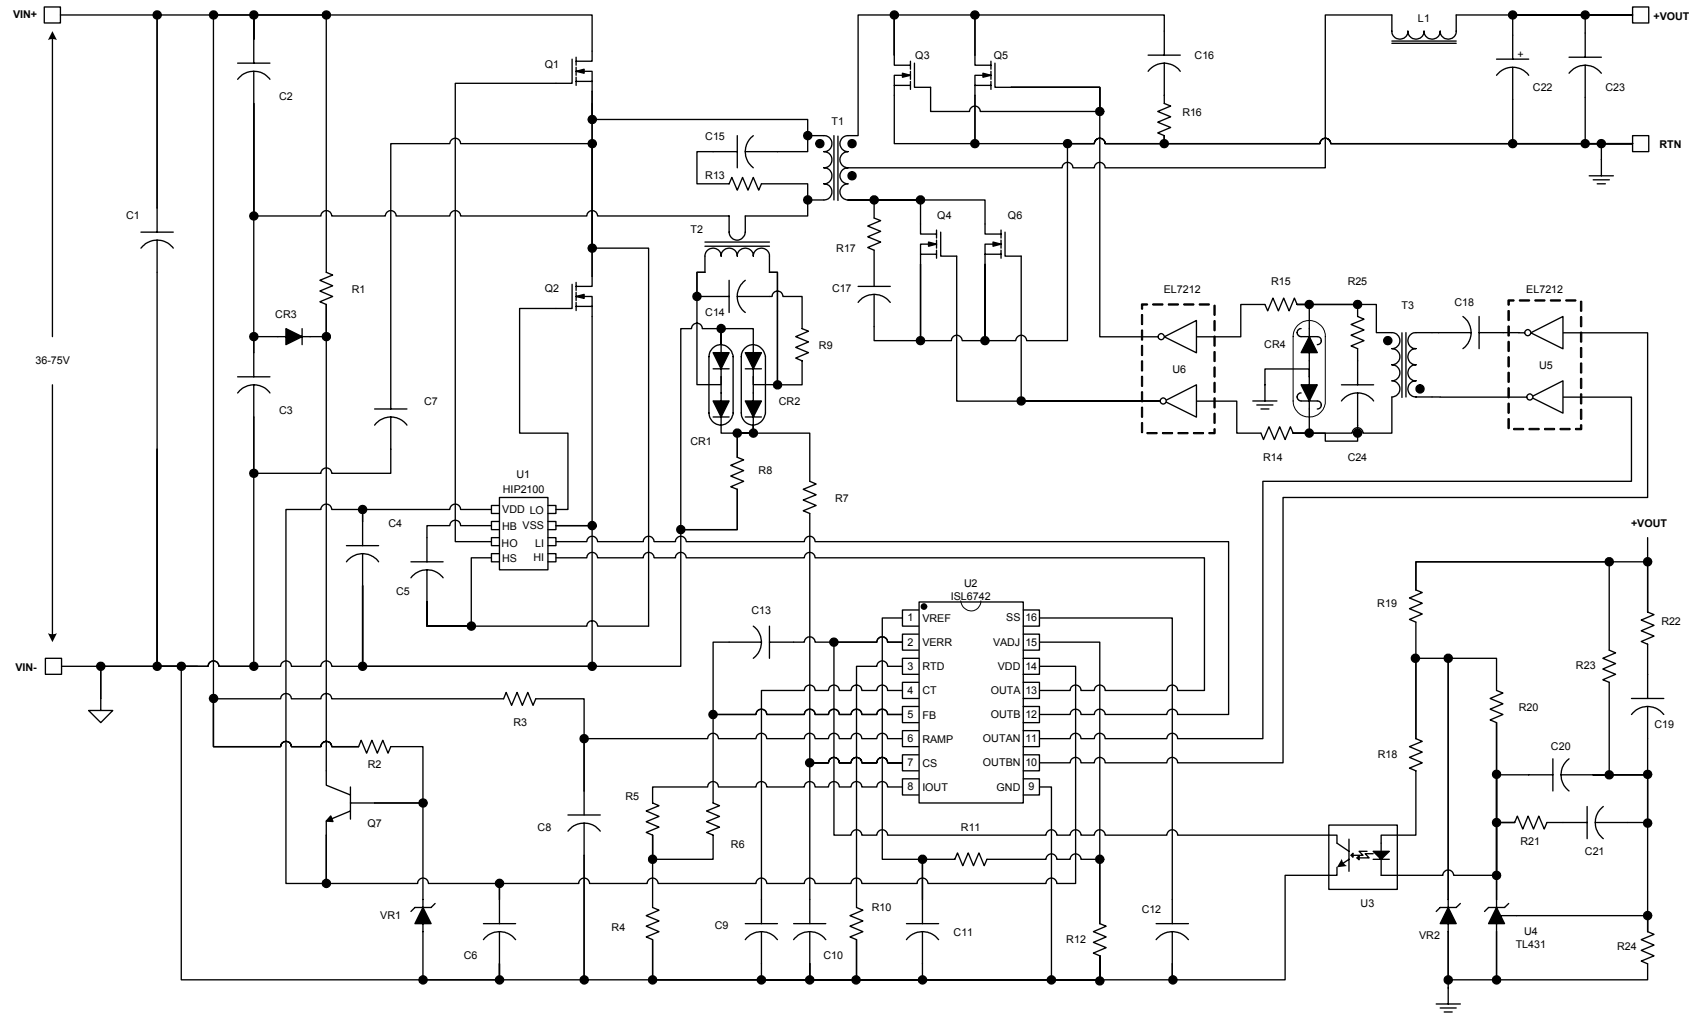 VIN+
+VOUT
L1
Q1
Q3
Q5
C16
C2
C22
+
C23
R16
T1
C15
RTN
R13
C1
T2
Q4
Q6
R17
R1
Q2
C17
EL7212
R15
R25
EL7212
C14
T3
C18
CR3
R9
CR4
36-75V
U6
U5
C3
C7
CR2
CR1
R14
C24
R8
U1
R7
HIP2100
VDD
LO
C4
HB
VSS
+VOUT
HO
LI
HS
HI
C5
U2
ISL6742
R19
C13
1
VREF
SS
16
R22
2
VERR
VADJ
15
VIN-
3
RTD
VDD
14
R23
4
CT
OUTA
13
R20
R3
5
FB
OUTB
12
C19
6
RAMP
OUTAN
11
R2
7
CS
OUTBN
10
R18
C20
8
IOUT
GND
9
R5
Q7
C8
R6
R11
R21
C21
VR1
R10
C12
U3
R4
C9
C11
R12
VR2
U4
TL431
R24
C6
C10